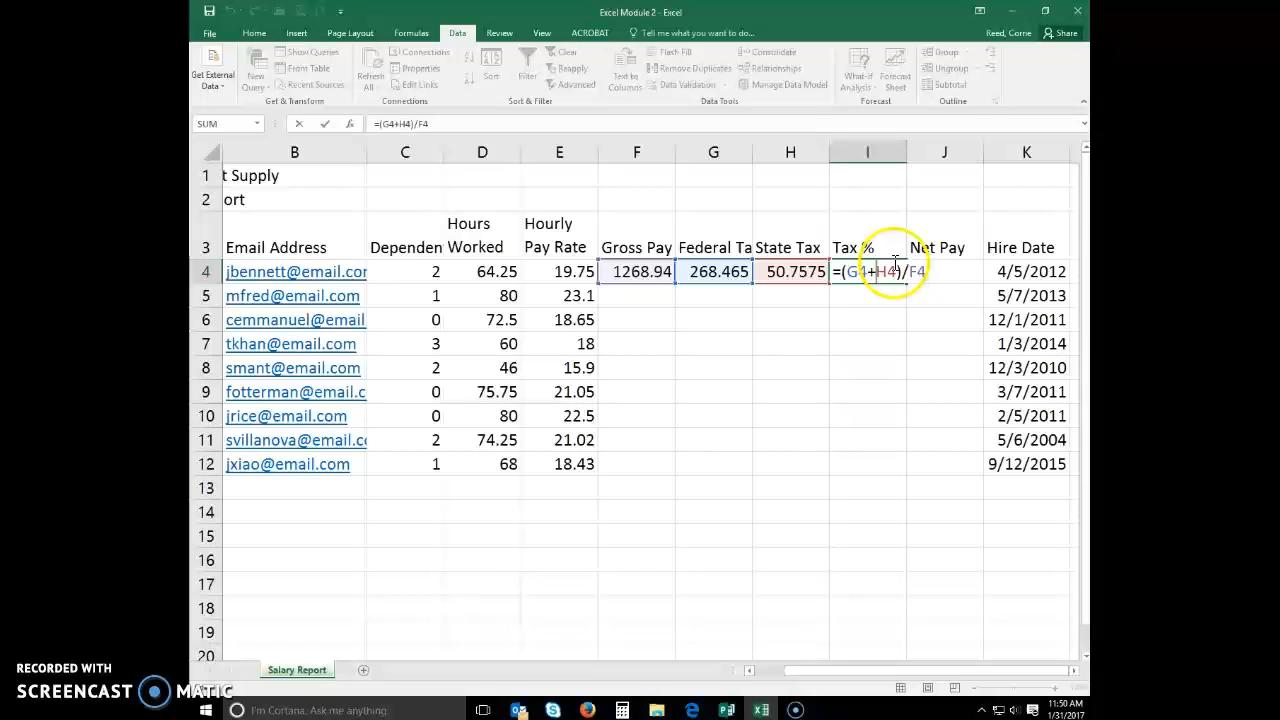 Excel Module 2 - Excel
File Home Insert Page Layout Formulas Data Review View ACROBAT Tell me what you want to do... Reed, Corne Share
Get External Data
New Query
Show Queries
From Table
Recent Sources
Get & Transform
Refresh All
Connections
Properties
Edit Links
Connections
Sort
Filter
Clear
Reapply
Advanced
Sort & Filter
Text to Columns
Flash Fill
Remove Duplicates
Data Validation
Consolidate
Relationships
Manage Data Model
Data Tools
What-If Analysis
Forecast Sheet
Forecast
Group
Ungroup
Subtotal
Outline
SUM fx =(G4+H4)/F4
B C D E F G H I J K
1 t Supply
2 ort
Hours Hourly
3 Email Address Dependen Worked Pay Rate Gross Pay Federal Ta State Tax Tax % Net Pay Hire Date
4 jbennett@email.cor 2 64.25 19.75 1268.94 268.465 50.7575 =(G4+H4)/F4 4/5/2012
5 mfred@email.com 1 80 23.1 5/7/2013
6 cemmanuel@email 0 72.5 18.65 12/1/2011
7 tkhan@email.com 3 60 18 1/3/2014
8 smant@email.com 2 46 15.9 12/3/2010
9 fotterman@email.c 0 75.75 21.05 3/7/2011
10 jrice@email.com 0 80 22.5 2/5/2011
11 svillanova@email.cc 2 74.25 21.02 5/6/2004
12 jxiao@email.com 1 68 18.43 9/12/2015
13
14
15
16
17
18
19
20
Salary Report
RECORDED WITH
SCREENCAST MATIC
I'm Cortana. Ask me anything.
11:50 AM
1/31/2017